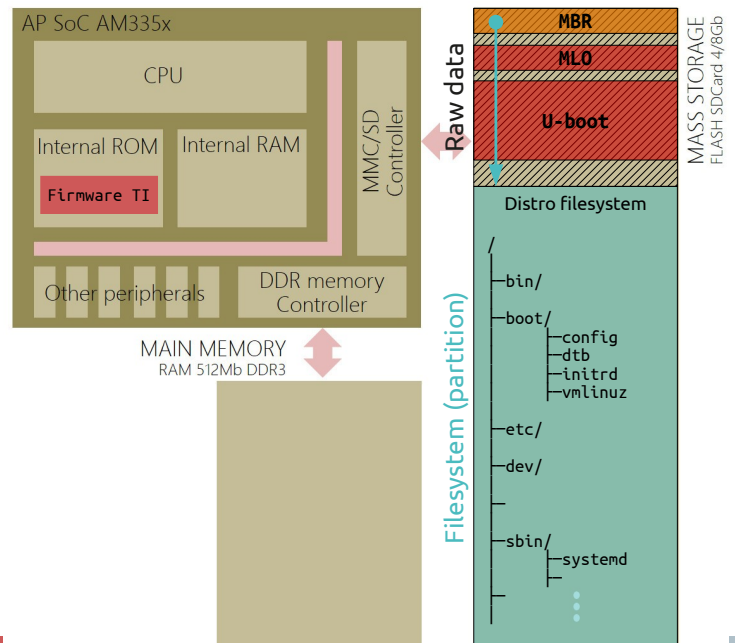 AP SoC AM335x
CPU
Internal ROM
Firmware TI
Internal RAM
MMC/SD
Controller
Other peripherals
DDR memory
Controller
MAIN MEMORY
RAM 512Mb DDR3
Raw data
MBR
MLO
U-boot
MASS STORAGE
FLASH SDCard 4/8Gb
Filesystem (partition)
Distro filesystem
/
bin/
boot/
config
dtb
initrd
vmlinuz
etc/
dev/
sbin/
systemd